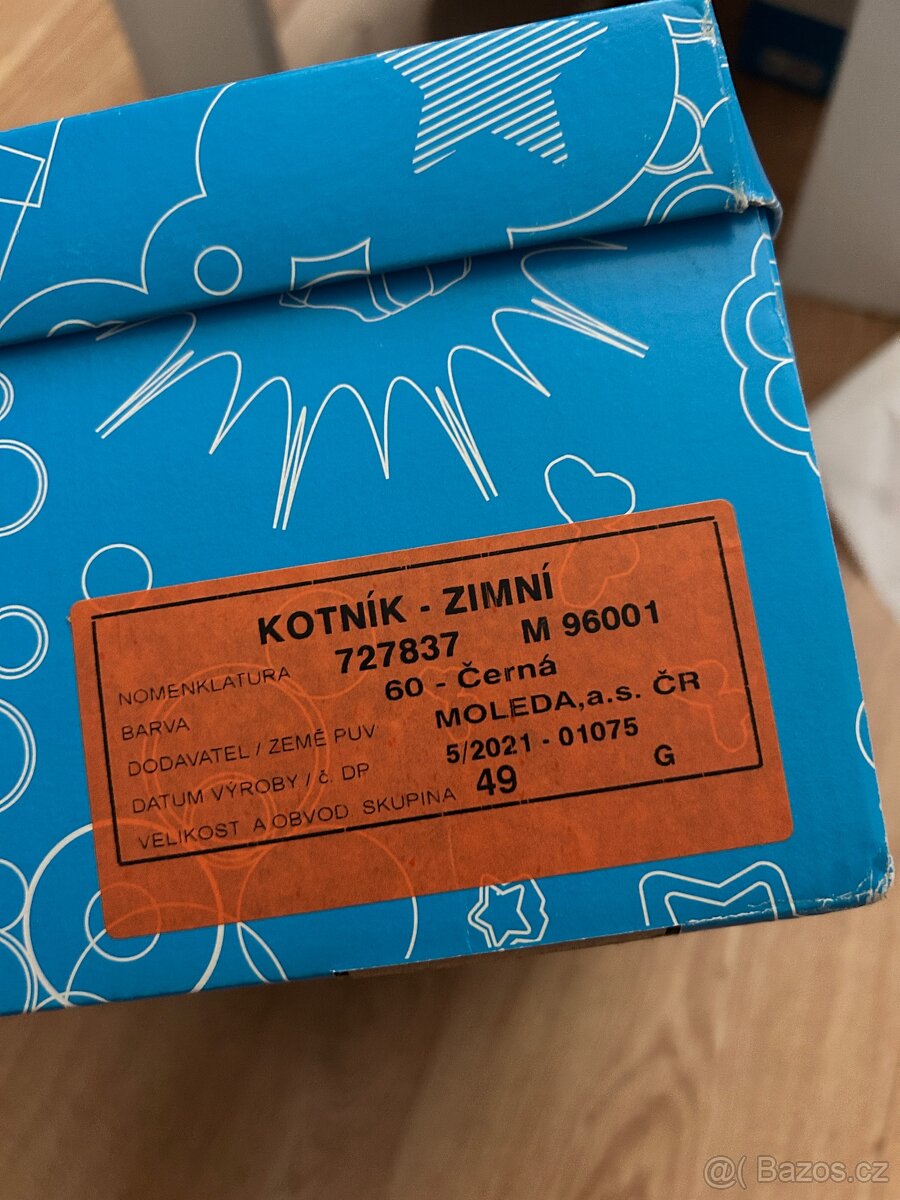 KOTNÍK - ZIMNÍ
NOMENKLATURA 727837 M 96001
BARVA 60 - Černá
DODAVATEL / ZEMĚ PUV MOLEDA,a.s. ČR
DATUM VÝROBY / č. DP 5/2021 - 01075
VELIKOST A OBVOD SKUPINA 49 G
@( Bazos.cz